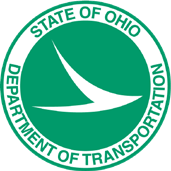 STATE OF OHIO
DEPARTMENT OF TRANSPORTATION